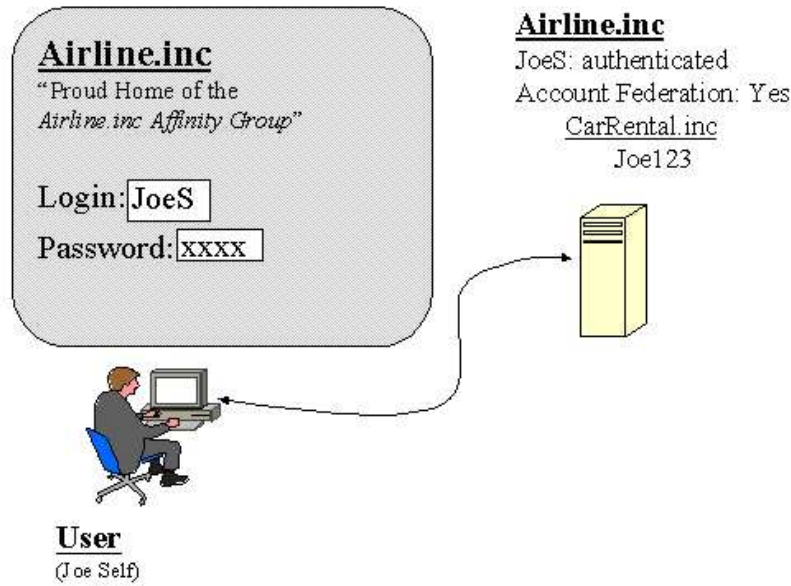 Airline.inc
“Proud Home of the
Airline.inc Affinity Group”
Login: JoeS
Password: xxxx
Airline.inc
JoeS: authenticated
Account Federation: Yes
CarRental.inc
Joe123
User
(Joe Self)